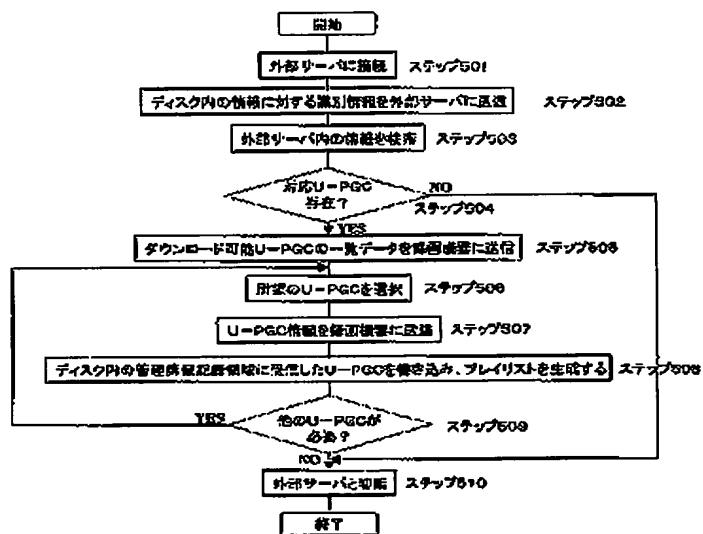 開始
外部サーバに接続 ステップ501
ディスク内の情報に対する識別情報を外部サーバに送信 ステップ502
外部サーバ内の情報を検索 ステップ503
対応U－PGC NO
存在？ ステップ504
YES
ダウンロード可能U－PGCの一覧データを録画機器に送信 ステップ505
所望のU－PGCを選択 ステップ506
U－PGC情報を録画機器に送信 ステップ507
ディスク内の管理情報記録領域に受信したU－PGCを書き込み、プレイリストを生成する ステップ508
YES 他のU－PGCが
必要？ ステップ509
NO
外部サーバと切断 ステップ510
終了